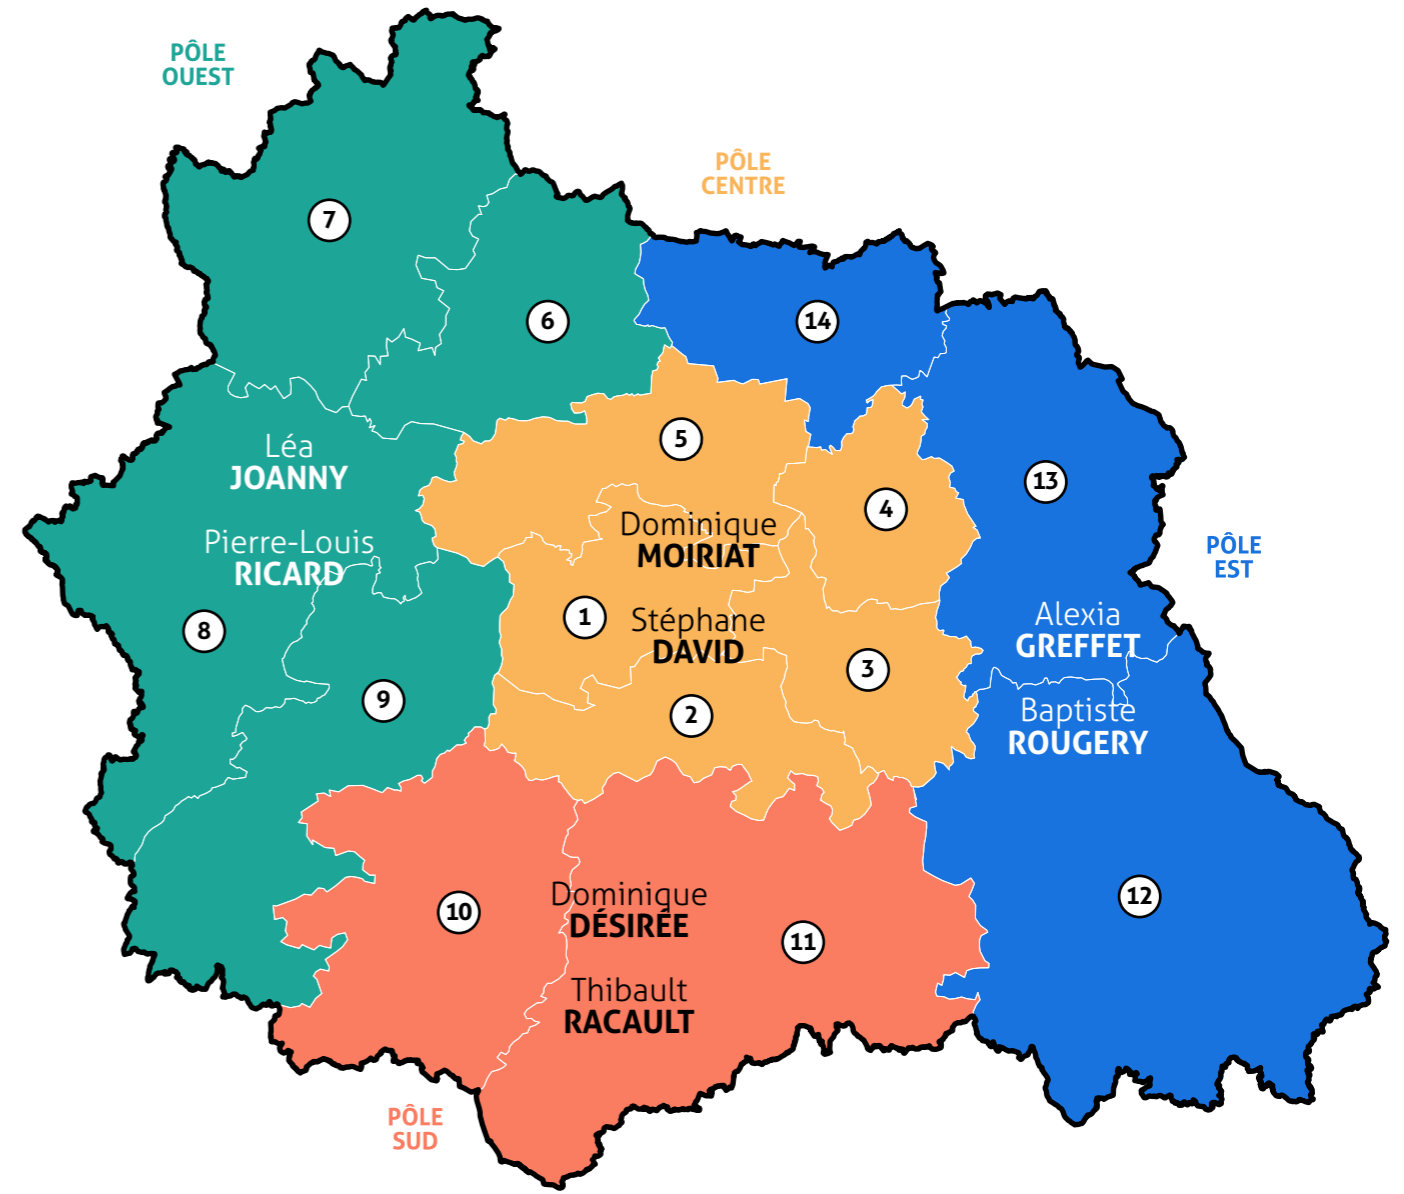 PÔLE
OUEST
PÔLE
CENTRE
7
6
14
5
Léa
JOANNY
13
4
Dominique
MOIRIAT
Pierre-Louis
RICARD
PÔLE
EST
1
Stéphane
DAVID
Alexia
GREFFET
8
3
9
2
Baptiste
ROUGERY
12
10
Dominique
DÉSIRÉE
11
Thibault
RACAULT
PÔLE
SUD